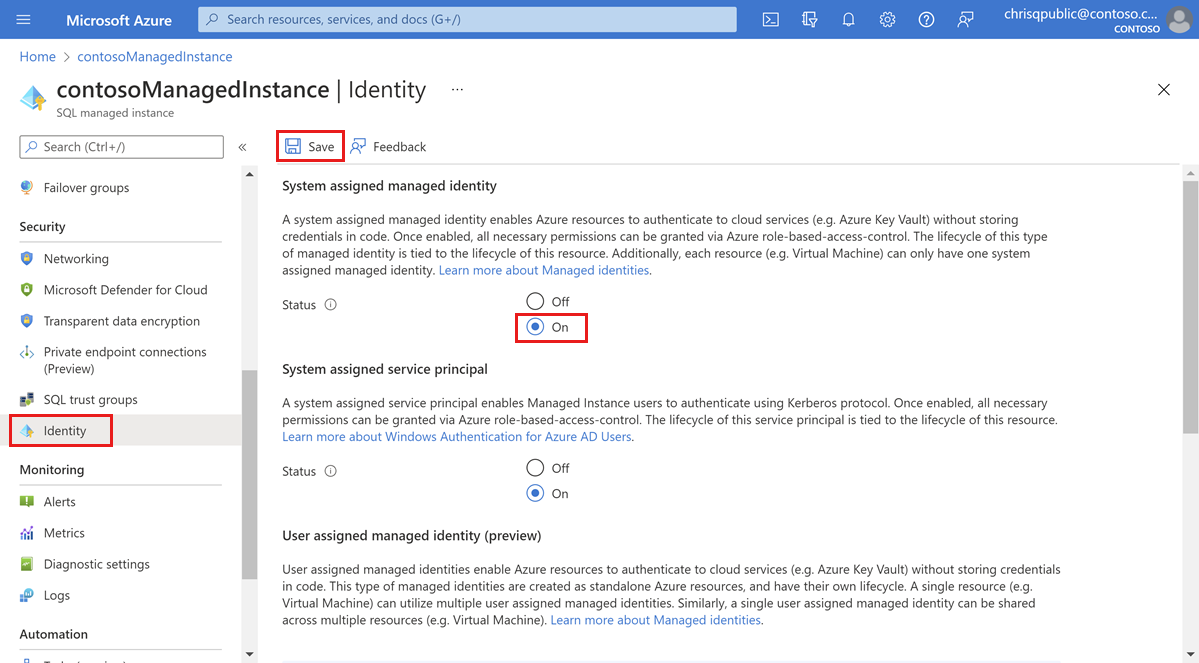 Microsoft Azure
Search resources, services, and docs (G+/)
chrisqpublic@contoso.c...
CONTOSO
Home > contosoManagedInstance
contosoManagedInstance | Identity ...
SQL managed instance
Search (Ctrl+/)
«
Save
Feedback
Failover groups
Security
Networking
Microsoft Defender for Cloud
Transparent data encryption
Private endpoint connections
(Preview)
SQL trust groups
Identity
Monitoring
Alerts
Metrics
Diagnostic settings
Logs
Automation
System assigned managed identity
A system assigned managed identity enables Azure resources to authenticate to cloud services (e.g. Azure Key Vault) without storing
credentials in code. Once enabled, all necessary permissions can be granted via Azure role-based-access-control. The lifecycle of this type
of managed identity is tied to the lifecycle of this resource. Additionally, each resource (e.g. Virtual Machine) can only have one system
assigned managed identity. Learn more about Managed identities.
Status
Off
On
System assigned service principal
A system assigned service principal enables Managed Instance users to authenticate using Kerberos protocol. Once enabled, all necessary
permissions can be granted via Azure role-based-access-control. The lifecycle of this service principal is tied to the lifecycle of this resource.
Learn more about Windows Authentication for Azure AD Users.
Status
Off
On
User assigned managed identity (preview)
User assigned managed identities enable Azure resources to authenticate to cloud services (e.g. Azure Key Vault) without storing credentials
in code. This type of managed identities are created as standalone Azure resources, and have their own lifecycle. A single resource (e.g.
Virtual Machine) can utilize multiple user assigned managed identities. Similarly, a single user assigned managed identity can be shared
across multiple resources (e.g. Virtual Machine). Learn more about Managed identities.